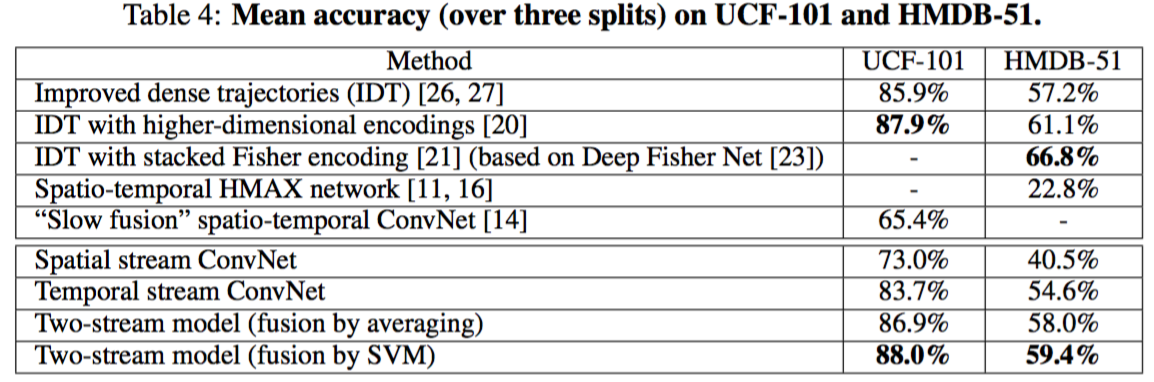 Table 4: Mean accuracy (over three splits) on UCF-101 and HMDB-51.
Method UCF-101 HMDB-51
Improved dense trajectories (IDT) [26, 27] 85.9% 57.2%
IDT with higher-dimensional encodings [20] 87.9% 61.1%
IDT with stacked Fisher encoding [21] (based on Deep Fisher Net [23]) - 66.8%
Spatio-temporal HMAX network [11, 16] - 22.8%
“Slow fusion” spatio-temporal ConvNet [14] 65.4% -
Spatial stream ConvNet 73.0% 40.5%
Temporal stream ConvNet 83.7% 54.6%
Two-stream model (fusion by averaging) 86.9% 58.0%
Two-stream model (fusion by SVM) 88.0% 59.4%